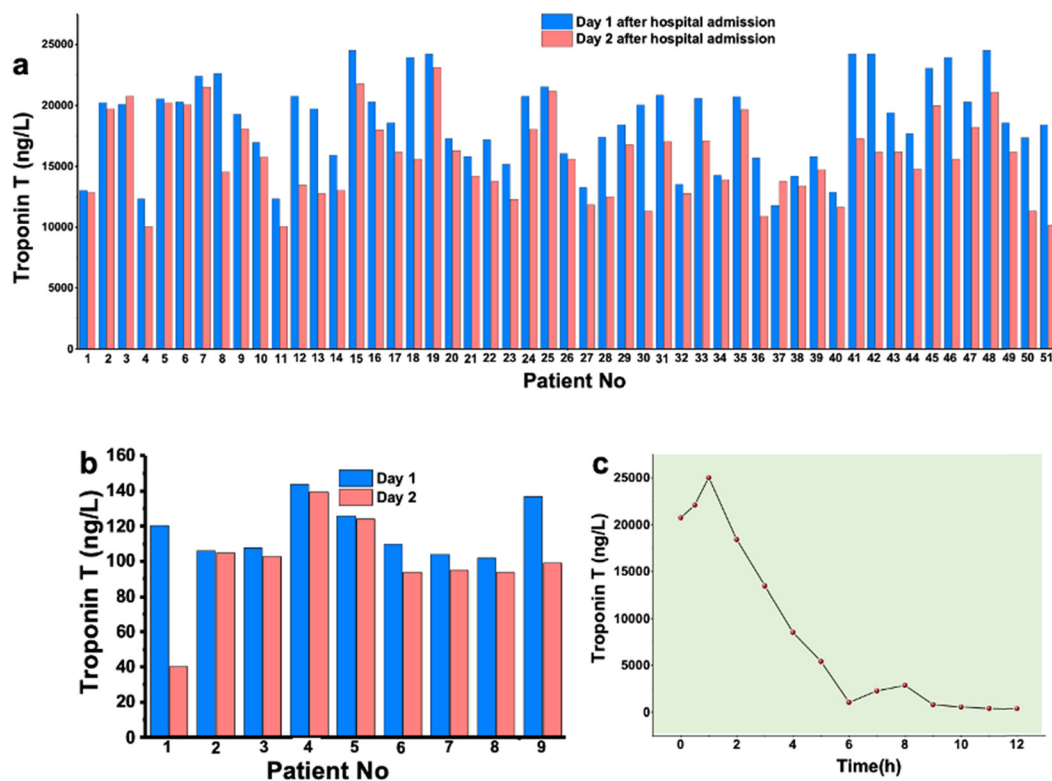 a
Day 1 after hospital admission
Day 2 after hospital admission
Troponin T (ng/L)
25000
20000
15000
10000
5000
0
1 2 3 4 5 6 7 8 9 10 11 12 13 14 15 16 17 18 19 20 21 22 23 24 25 26 27 28 29 30 31 32 33 34 35 36 37 38 39 40 41 42 43 44 45 46 47 48 49 50 51
Patient No
b
Day 1
Day 2
Troponin T (ng/L)
160
140
120
100
80
60
40
20
0
1 2 3 4 5 6 7 8 9
Patient No
c
Troponin T (ng/L)
25000
20000
15000
10000
5000
0
0 2 4 6 8 10 12
Time(h)